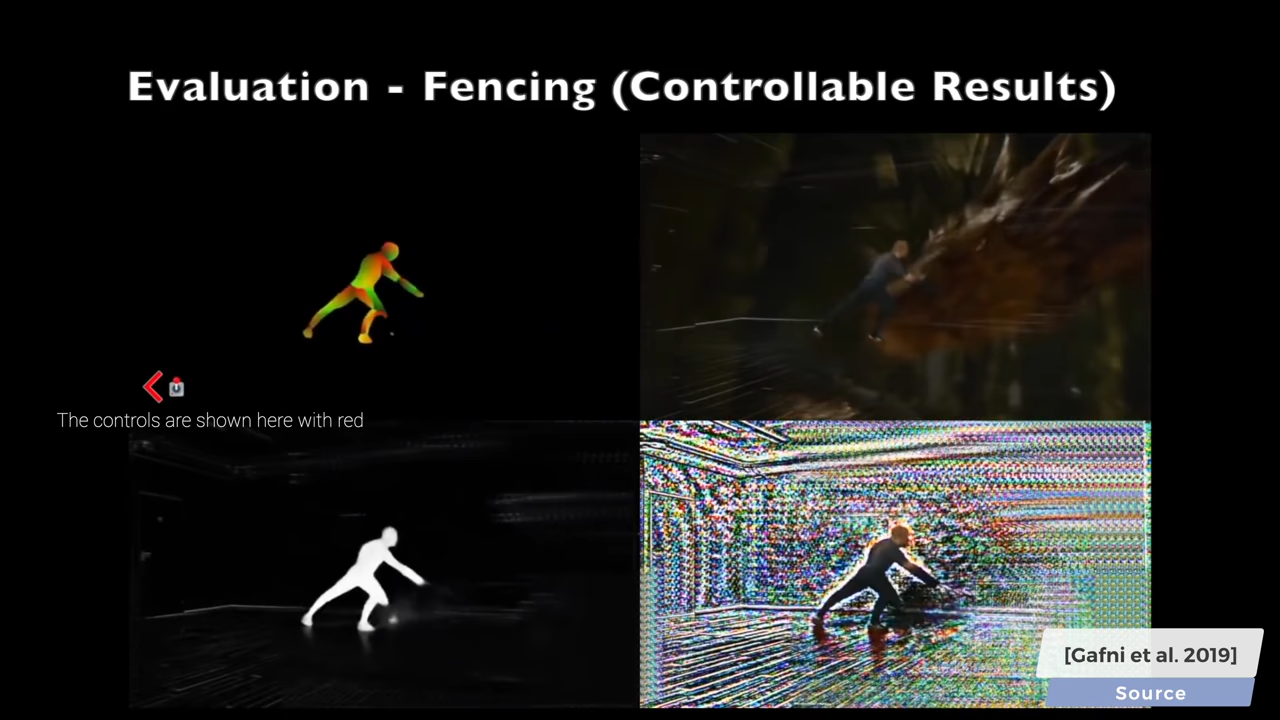 Evaluation - Fencing (Controllable Results)
The controls are shown here with red
[Gafni et al. 2019]
Source